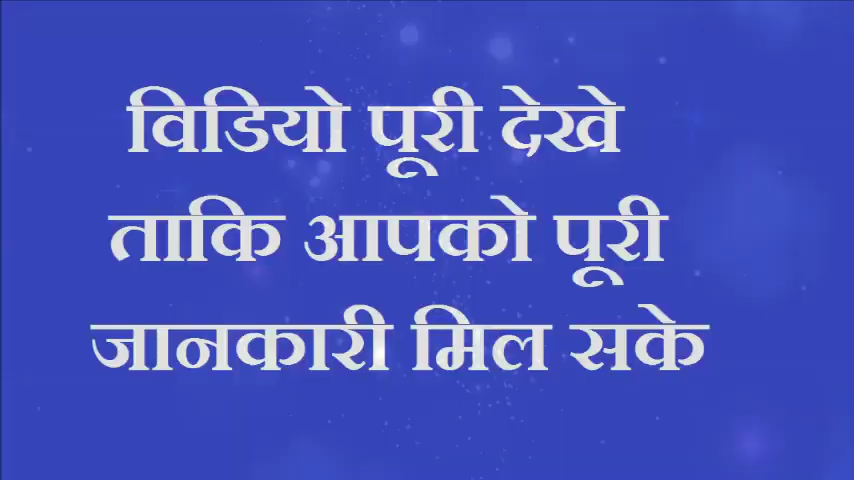 विडियो पूरी देखे
ताकि आपको पूरी
जानकारी मिल सके